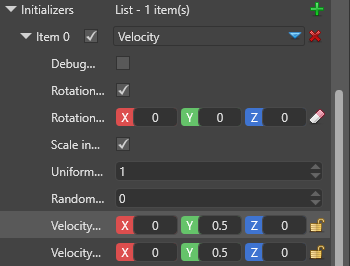 Initializers List - 1 item(s)
Item 0 Velocity
Debug...
Rotation...
Rotation... X 0 Y 0 Z 0
Scale in...
Uniform... 1
Random... 0
Velocity... X 0 Y 0.5 Z 0
Velocity... X 0 Y 0.5 Z 0